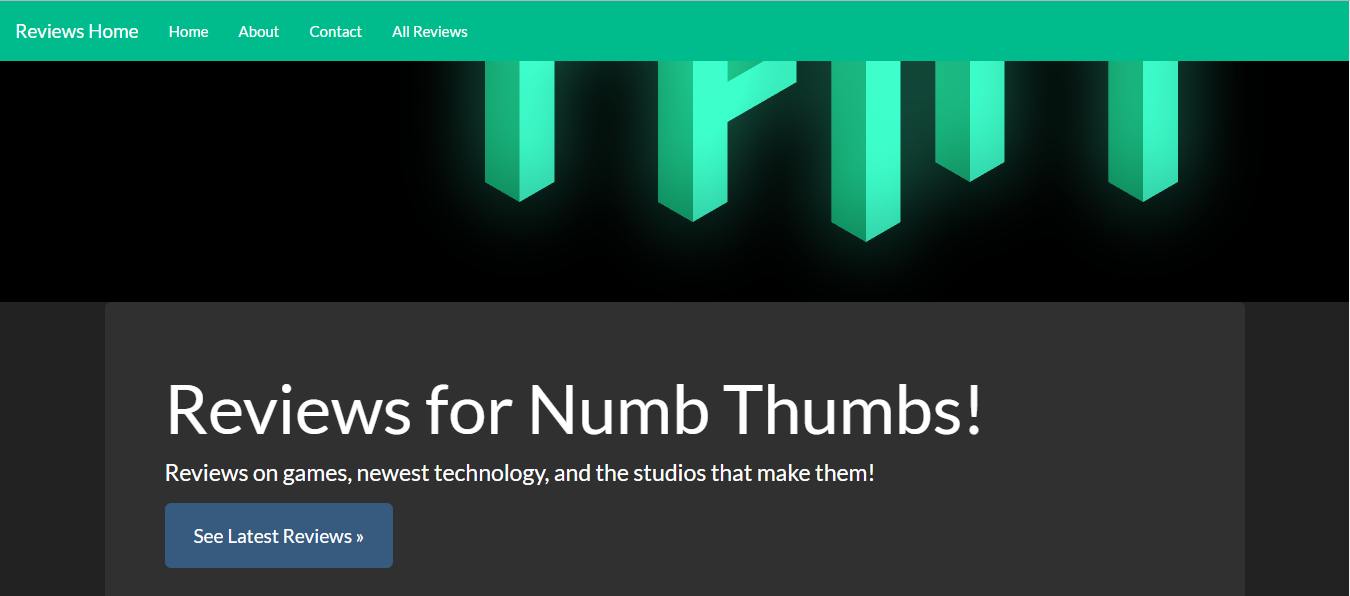 Reviews Home Home About Contact All Reviews
Reviews for Numb Thumbs!
Reviews on games, newest technology, and the studios that make them!
See Latest Reviews »